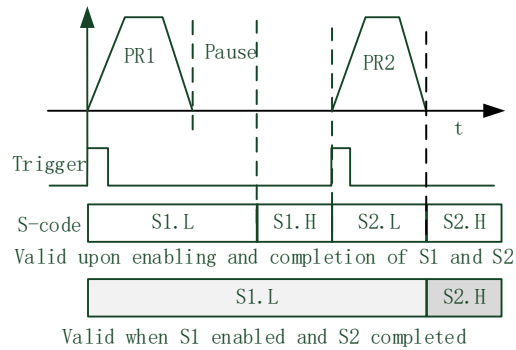 PR1
Pause
PR2
t
Trigger
S-code S1.L S1.H S2.L S2.H
Valid upon enabling and completion of S1 and S2
S1.L S2.H
Valid when S1 enabled and S2 completed